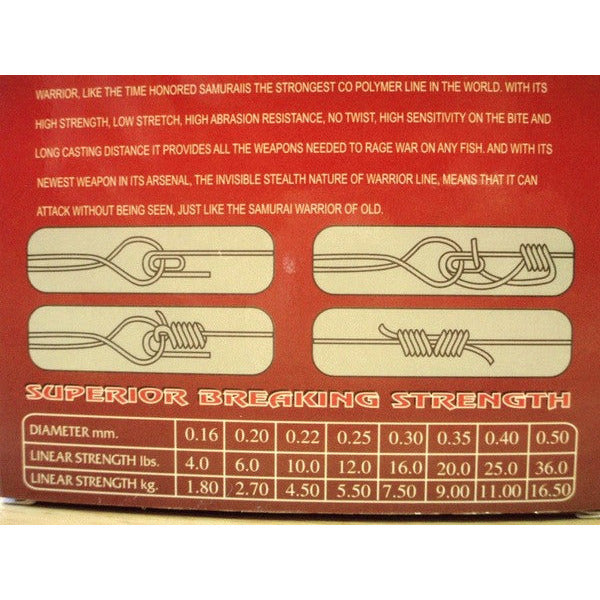 WARRIOR, LIKE THE TIME HONORED SAMURAIIS THE STRONGEST CO POLYMER LINE IN THE WORLD. WITH ITS
HIGH STRENGTH, LOW STRETCH, HIGH ABRASION RESISTANCE, NO TWIST, HIGH SENSITIVITY ON THE BITE AND
LONG CASTING DISTANCE IT PROVIDES ALL THE WEAPONS NEEDED TO RAGE WAR ON ANY FISH. AND WITH ITS
NEWEST WEAPON IN ITS ARSENAL, THE INVISIBLE STEALTH NATURE OF WARRIOR LINE, MEANS THAT IT CAN
ATTACK WITHOUT BEING SEEN, JUST LIKE THE SAMURAI WARRIOR OF OLD.
SUPERIOR BREAKING STRENGTH
DIAMETER mm. 0.16 0.20 0.22 0.25 0.30 0.35 0.40 0.50
LINEAR STRENGTH lbs. 4.0 6.0 10.0 12.0 16.0 20.0 25.0 36.0
LINEAR STRENGTH kg. 1.80 2.70 4.50 5.50 7.50 9.00 11.00 16.50